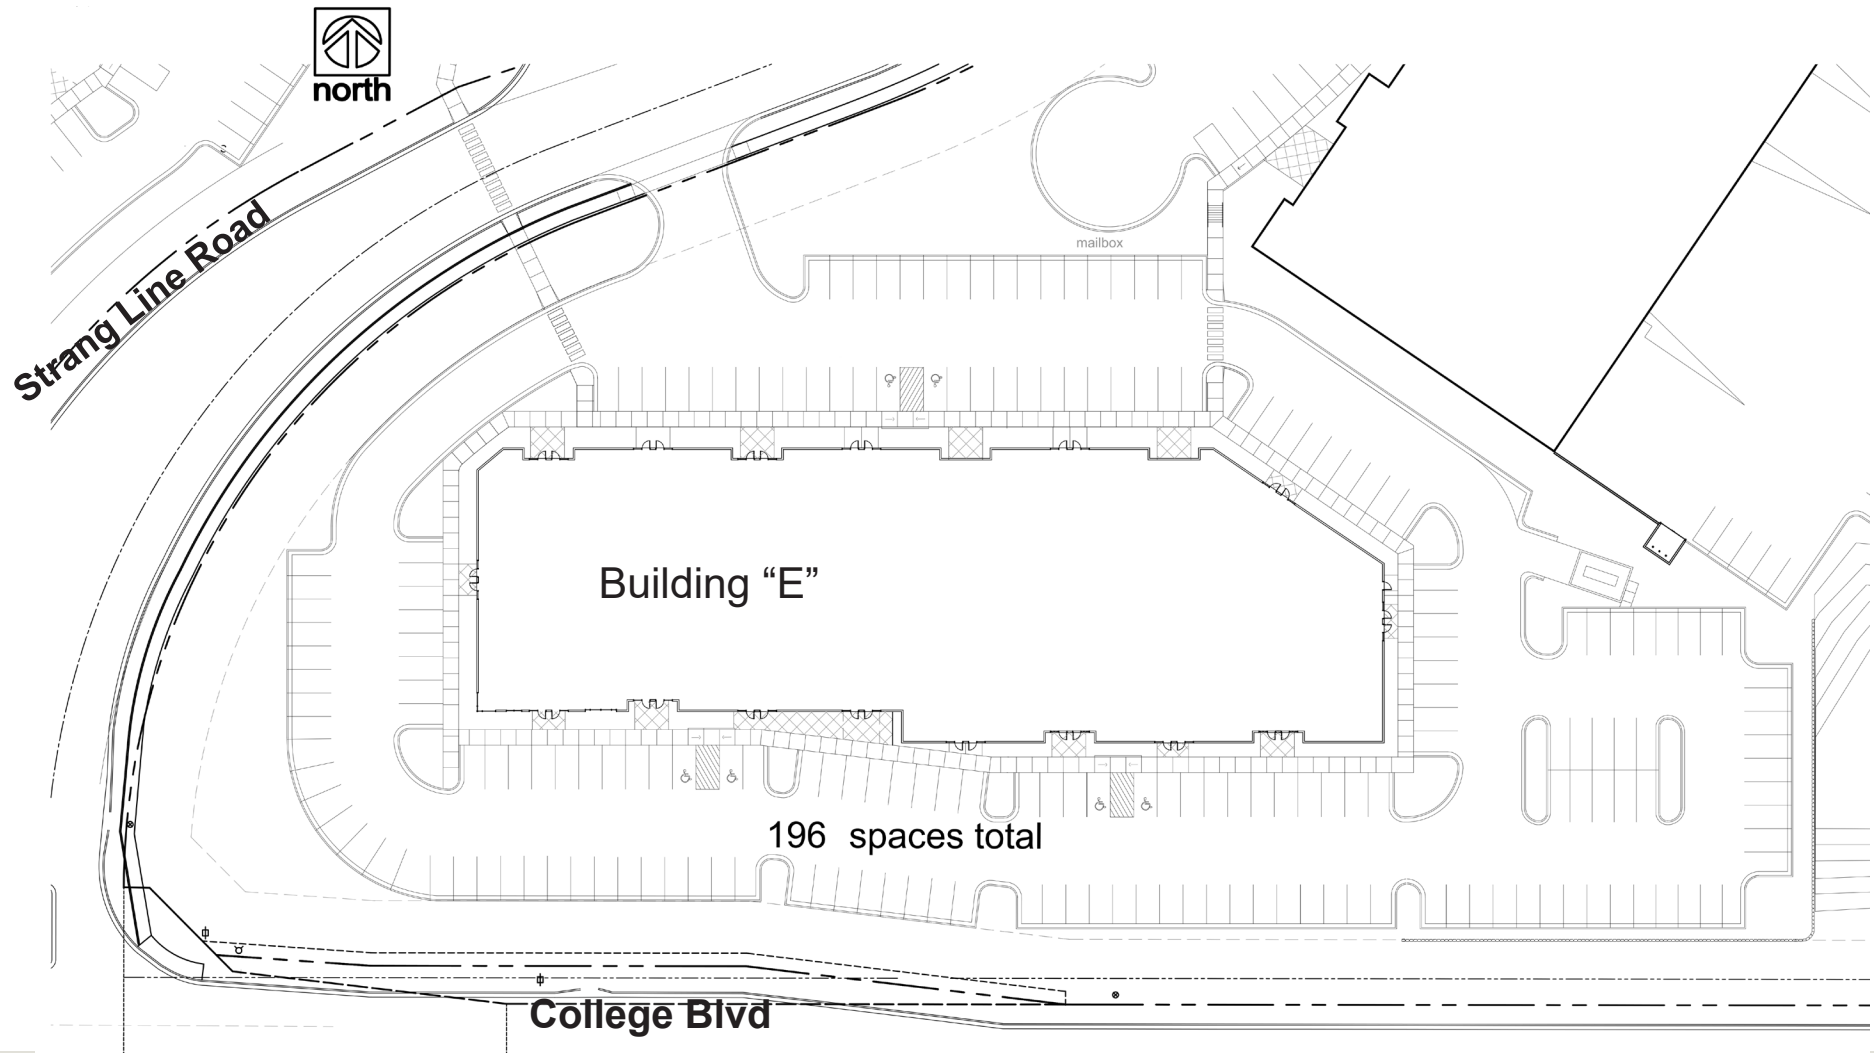 north
Strang Line Road
mailbox
Building “E”
196 spaces total
College Blvd